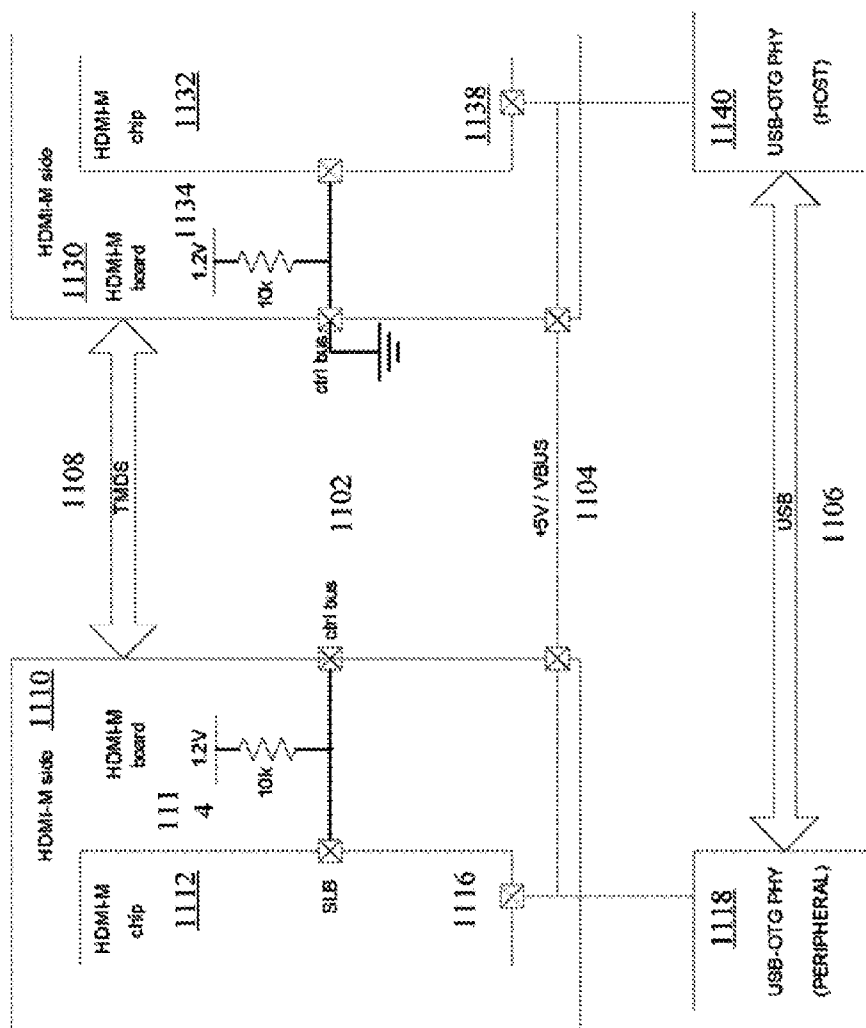 HDMI-M side
1110
HDMI-M
chip
1112
111
4
HDMI-M
board
1.2V
10k
SLB
ctrl bus
1116
1118
USB-OTG PHY
(PERIPHERAL)
1108
TMDS
1102
+5V / VBUS
1104
USB
1106
HDMI-M side
1130
HDMI-M
board
1134
1.2V
10k
ctrl bus
HDMI-M
chip
1132
1138
1140
USB-OTG PHY
(HOST)